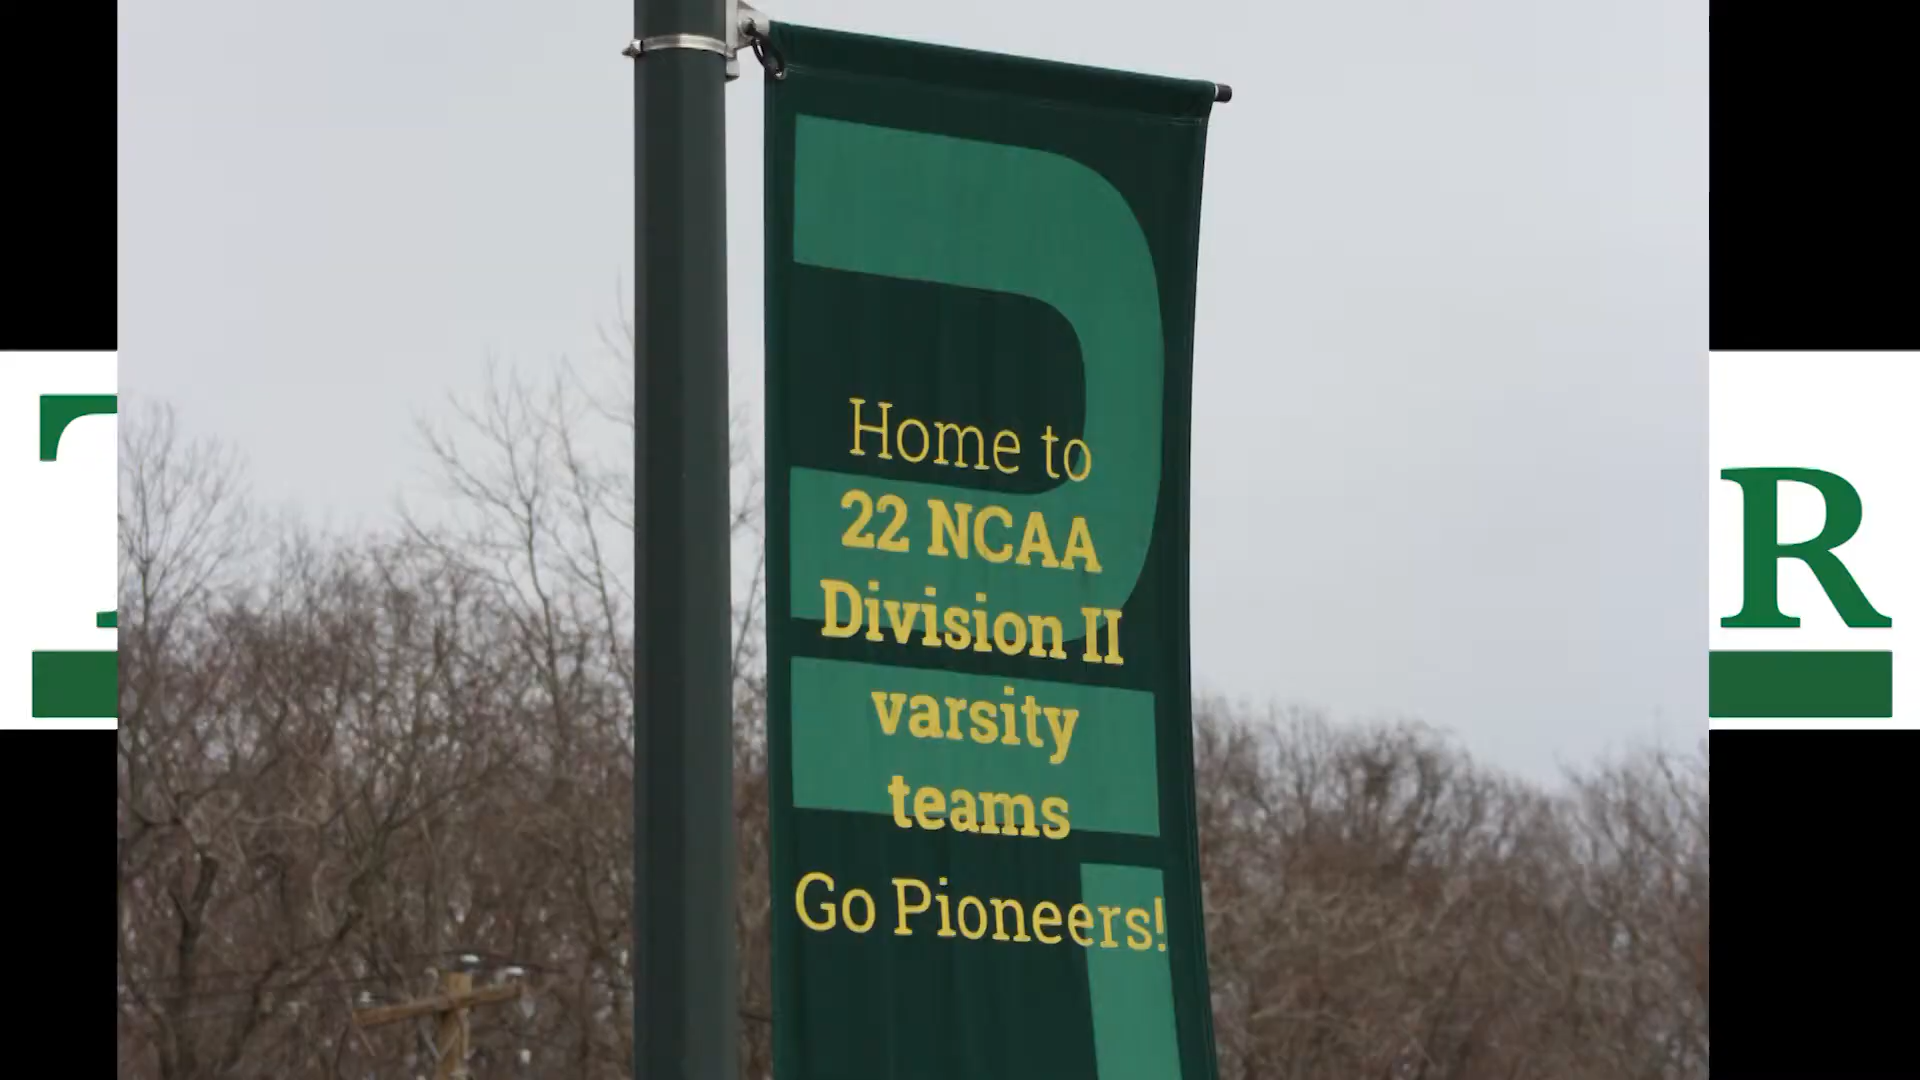 Home to
22 NCAA
Division II
varsity
teams
Go Pioneers!
R